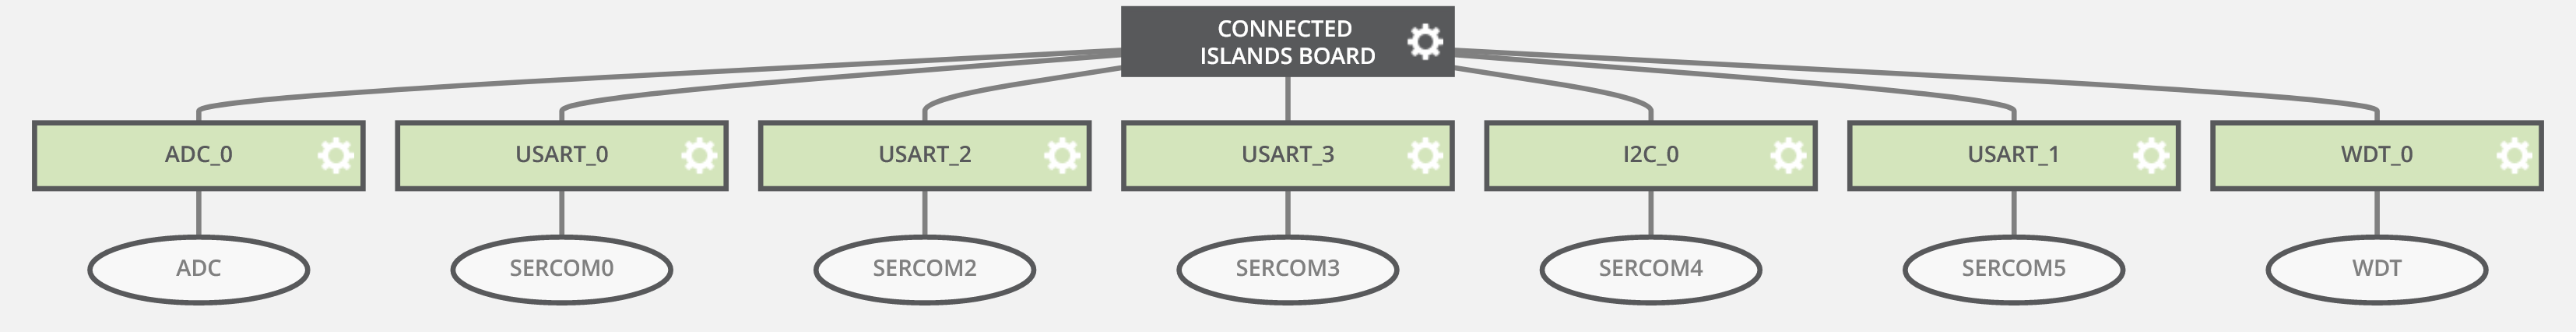 CONNECTED
ISLANDS BOARD
ADC_0
USART_0
USART_2
USART_3
I2C_0
USART_1
WDT_0
ADC
SERCOM0
SERCOM2
SERCOM3
SERCOM4
SERCOM5
WDT